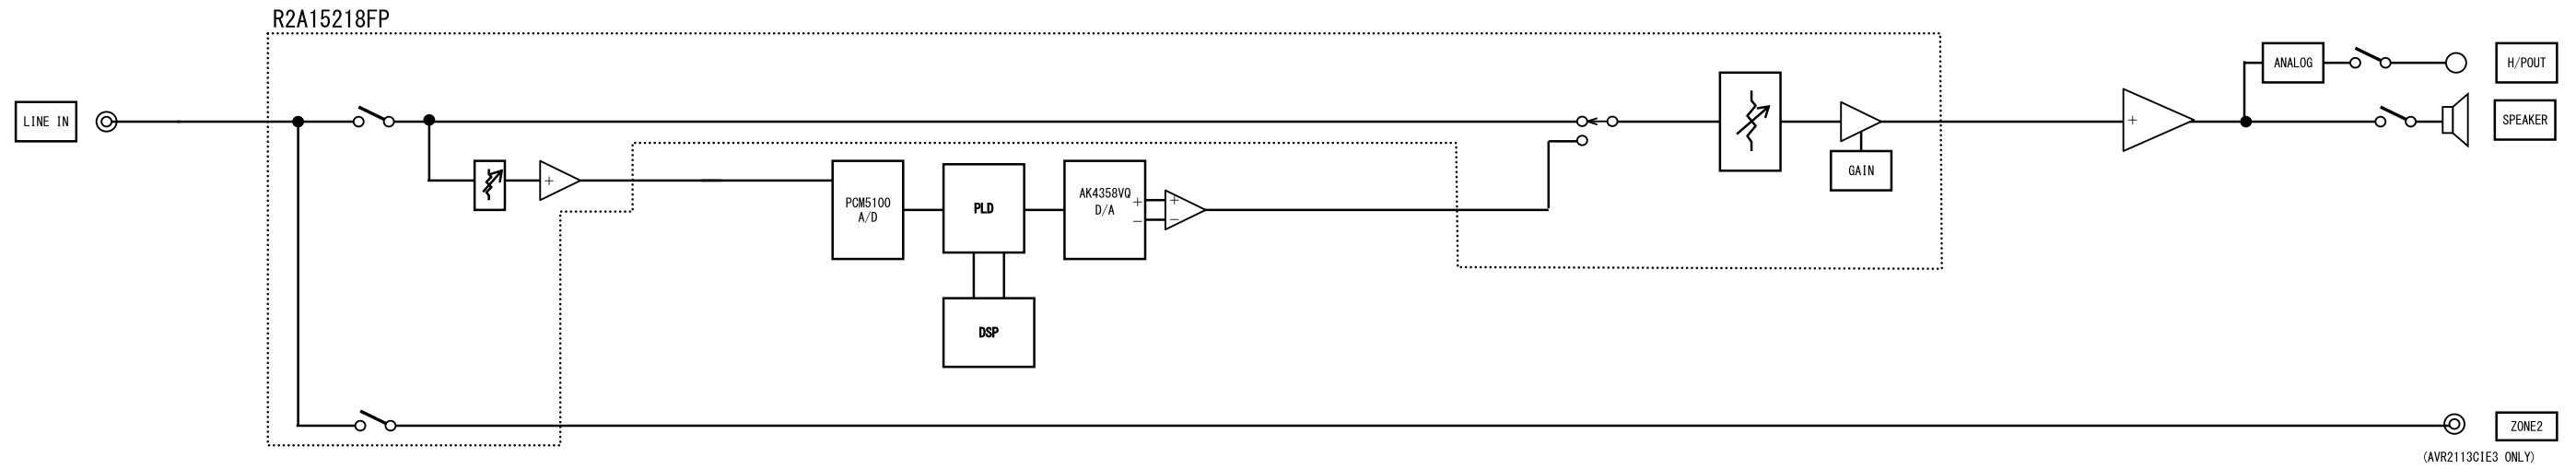 R2A15218FP
LINE IN
ANALOG
H/POUT
SPEAKER
GAIN
PCM5100
A/D
PLD
AK4358VQ
D/A
DSP
ZONE2
(AVR2113CIE3 ONLY)